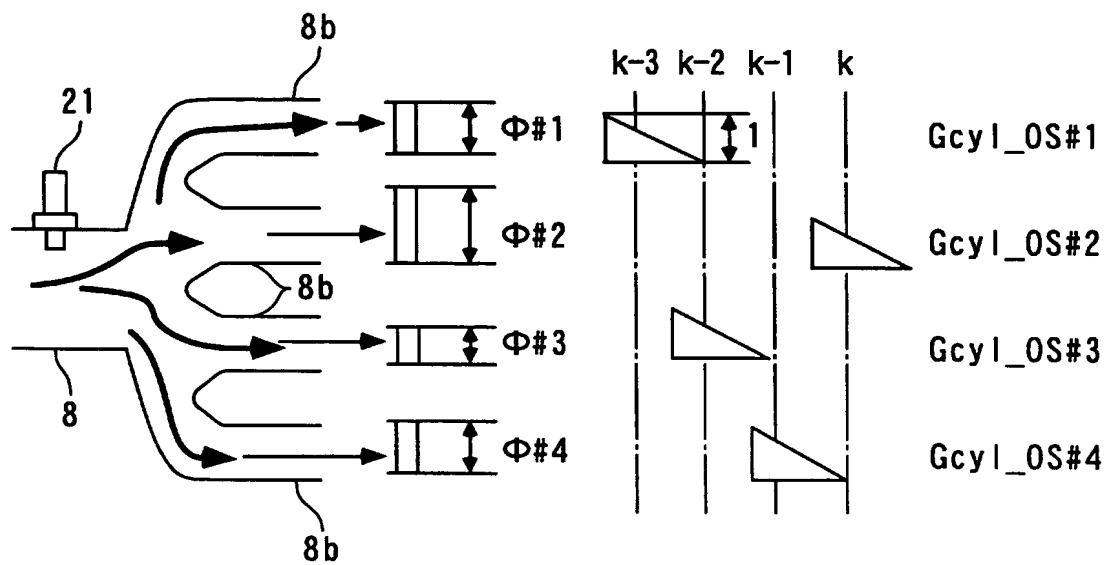 8b
k-3 k-2 k-1 k
21
Φ#1
1
Gcyl_OS#1
Φ#2
Gcyl_OS#2
8b
Φ#3
Gcyl_OS#3
8
Φ#4
Gcyl_OS#4
8b